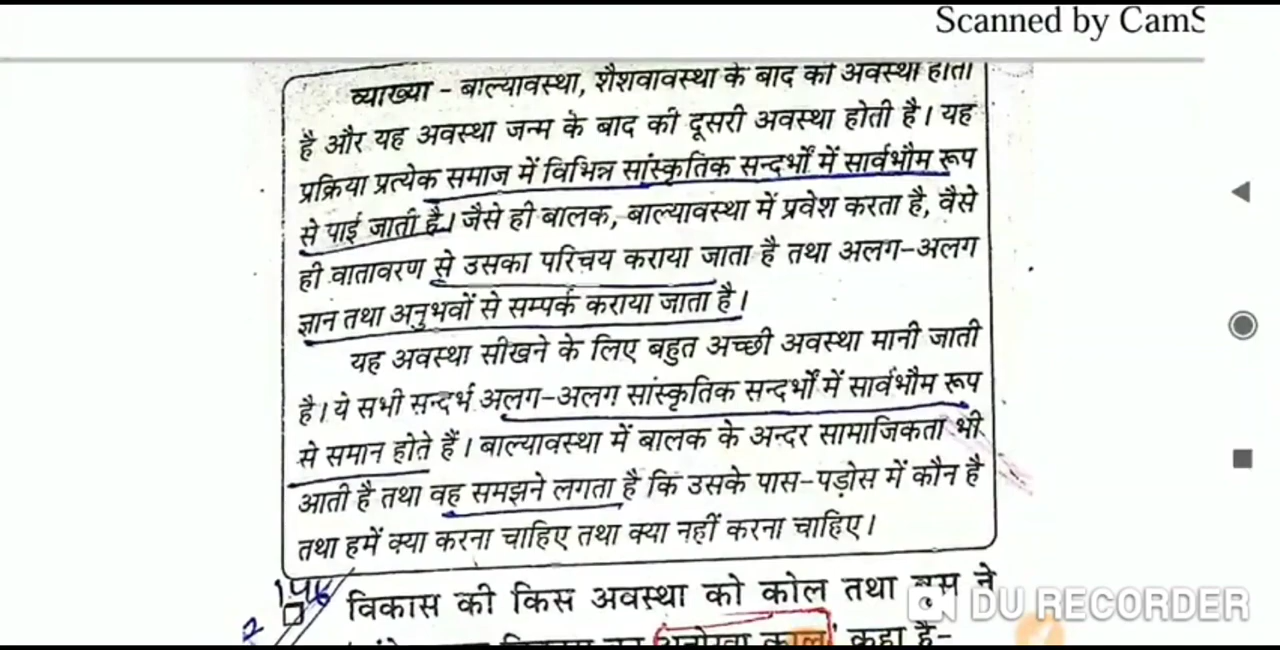 Scanned by CamS
व्याख्या - बाल्यावस्था, शैशवावस्था के बाद की अवस्था होती
है और यह अवस्था जन्म के बाद की दूसरी अवस्था होती है। यह
प्रक्रिया प्रत्येक समाज में विभिन्न सांस्कृतिक सन्दर्भों में सार्वभौम रूप
से पाई जाती है। जैसे ही बालक, बाल्यावस्था में प्रवेश करता है, वैसे
ही वातावरण से उसका परिचय कराया जाता है तथा अलग-अलग
ज्ञान तथा अनुभवों से सम्पर्क कराया जाता है।
यह अवस्था सीखने के लिए बहुत अच्छी अवस्था मानी जाती
है। ये सभी सन्दर्भ अलग-अलग सांस्कृतिक सन्दर्भों में सार्वभौम रूप
से समान होते हैं। बाल्यावस्था में बालक के अन्दर सामाजिकता भी
आती है तथा वह समझने लगता है कि उसके पास-पड़ोस में कौन है
तथा हमें क्या करना चाहिए तथा क्या नहीं करना चाहिए।
146 विकास की किस अवस्था को कोल तथा ब्रूस ने
DU RECORDER
अनोखा काल' कहा है-